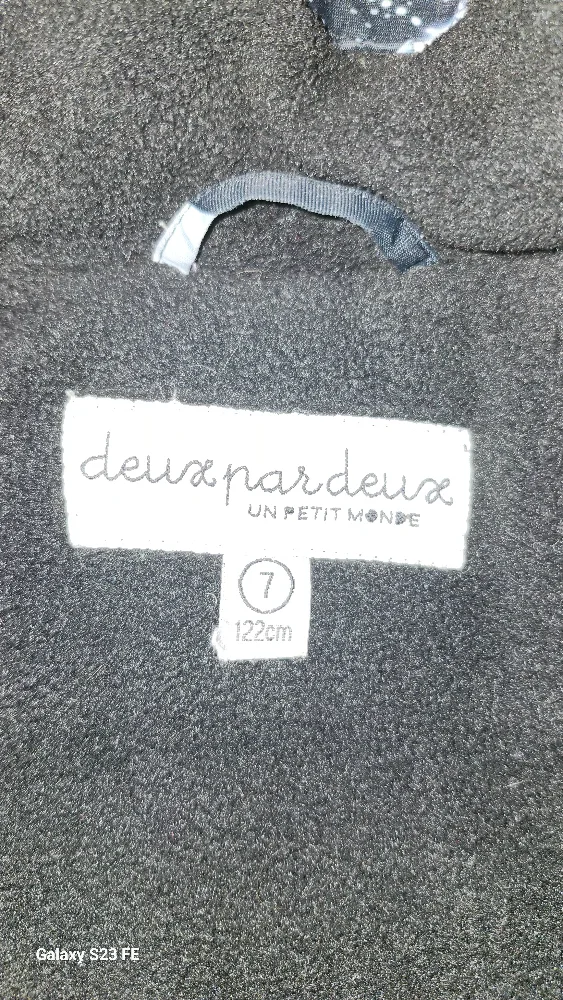 deuxpardeux
UN PETIT MONDE
7
122cm
Galaxy S23 FE